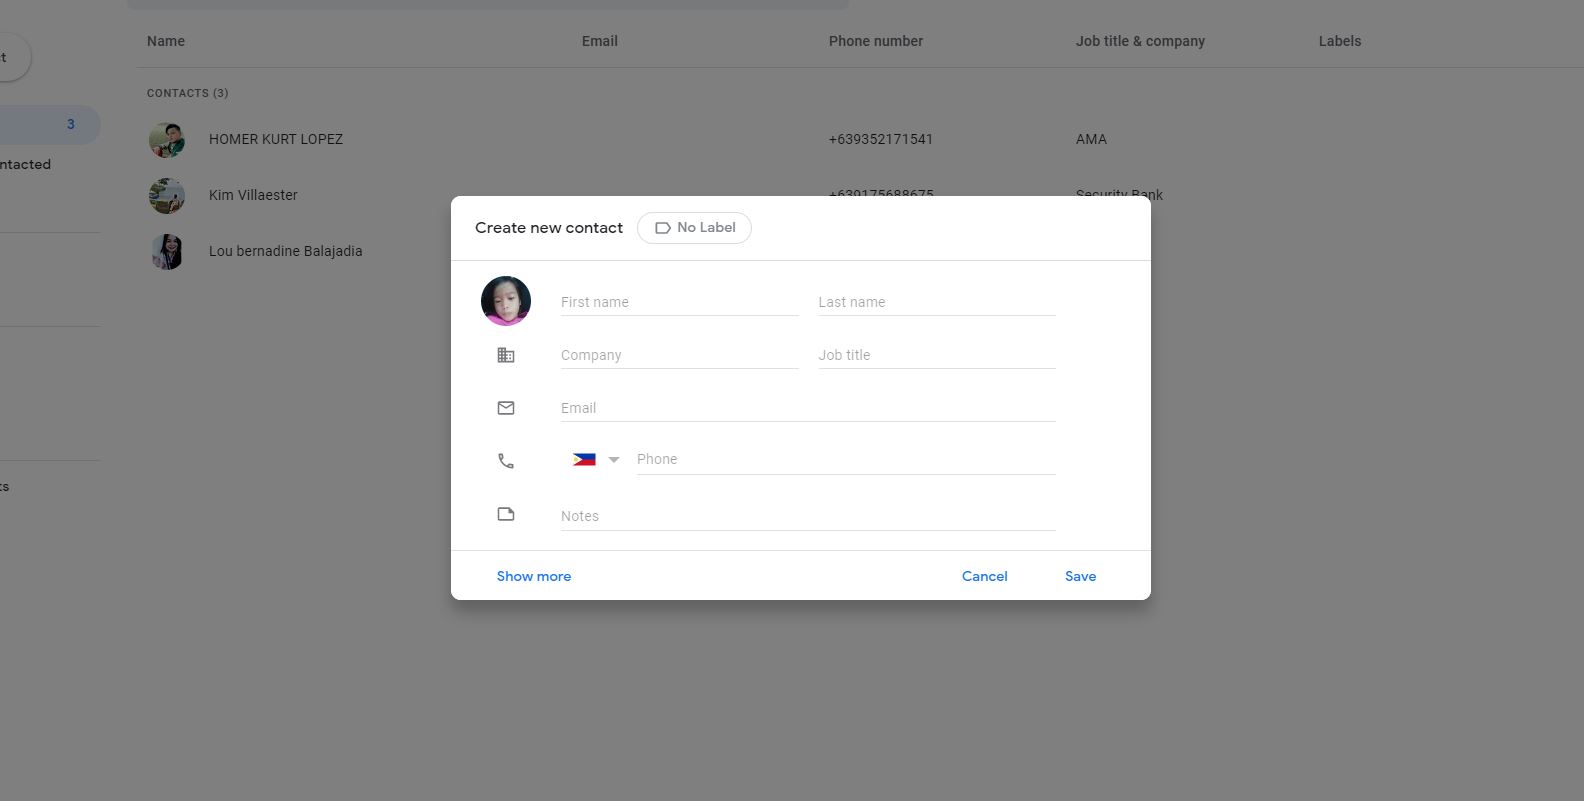 Name Email Phone number Job title & company Labels
ct
CONTACTS (3)
3
HOMER KURT LOPEZ +639352171541 AMA
ntacted
Kim Villaester +639175688675 Security Bank
Create new contact No Label
Lou bernadine Balajadia
First name Last name
Company Job title
Email
Phone
ts
Notes
Show more Cancel Save